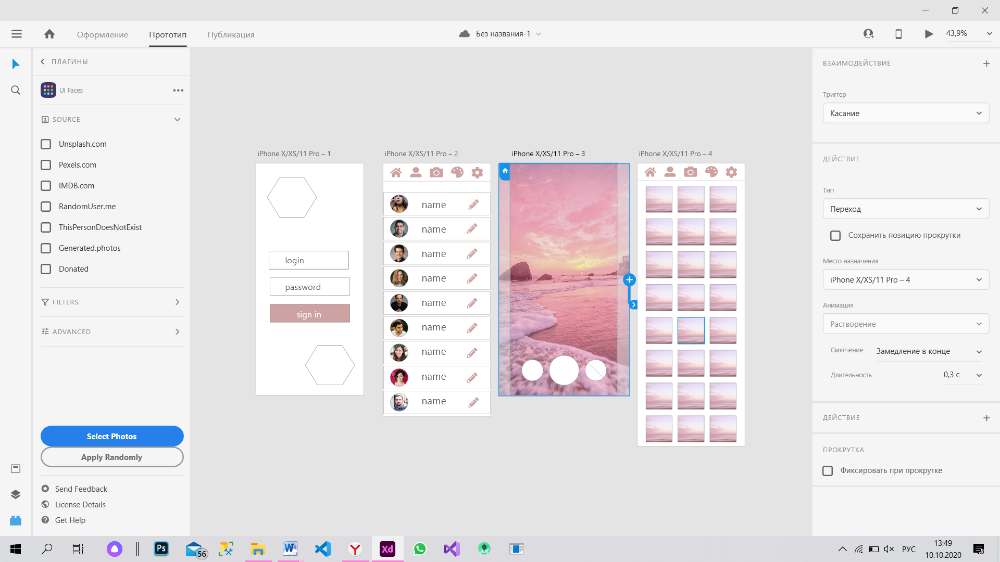 Оформление
Прототип
Публикация
Без названия-1
43,9%
ПЛАГИНЫ
UI Faces
SOURCE
Unsplash.com
Pexels.com
IMDB.com
RandomUser.me
ThisPersonDoesNotExist
Generated.photos
Donated
FILTERS
ADVANCED
Select Photos
Apply Randomly
Send Feedback
License Details
Get Help
iPhone X/XS/11 Pro – 1
login
password
sign in
iPhone X/XS/11 Pro – 2
name
name
name
name
name
name
name
name
name
iPhone X/XS/11 Pro – 3
iPhone X/XS/11 Pro – 4
ВЗАИМОДЕЙСТВИЕ
Триггер
Касание
ДЕЙСТВИЕ
Тип
Переход
Сохранить позицию прокрутки
Место назначения
iPhone X/XS/11 Pro – 4
Анимация
Растворение
Смягчение
Замедление в конце
Длительность
0,3 с
ДЕЙСТВИЕ
ПРОКРУТКА
Фиксировать при прокрутке
Ps
56
W
Y
Xd
РУС
13:49
10.10.2020